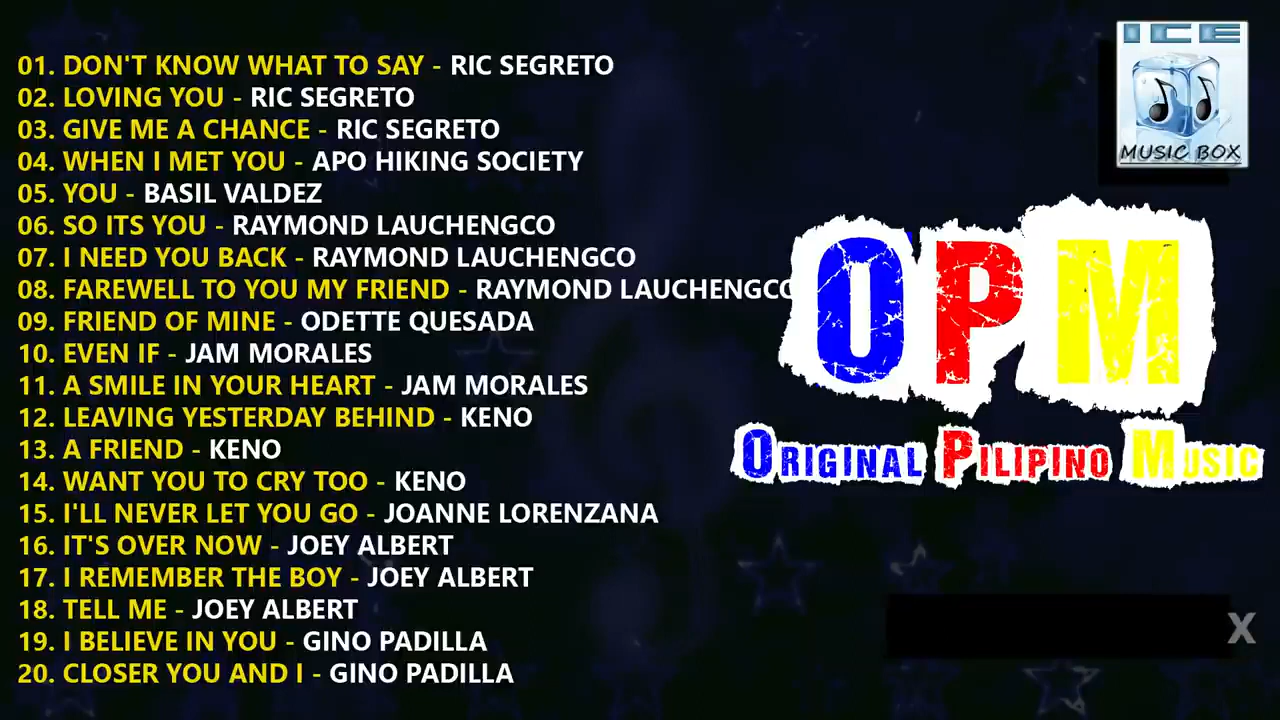 01. DON'T KNOW WHAT TO SAY - RIC SEGRETO
02. LOVING YOU - RIC SEGRETO
03. GIVE ME A CHANCE - RIC SEGRETO
04. WHEN I MET YOU - APO HIKING SOCIETY
05. YOU - BASIL VALDEZ
06. SO ITS YOU - RAYMOND LAUCHENGCO
07. I NEED YOU BACK - RAYMOND LAUCHENGCO
08. FAREWELL TO YOU MY FRIEND - RAYMOND LAUCHENGCO
09. FRIEND OF MINE - ODETTE QUESADA
10. EVEN IF - JAM MORALES
11. A SMILE IN YOUR HEART - JAM MORALES
12. LEAVING YESTERDAY BEHIND - KENO
13. A FRIEND - KENO
14. WANT YOU TO CRY TOO - KENO
15. I'LL NEVER LET YOU GO - JOANNE LORENZANA
16. IT'S OVER NOW - JOEY ALBERT
17. I REMEMBER THE BOY - JOEY ALBERT
18. TELL ME - JOEY ALBERT
19. I BELIEVE IN YOU - GINO PADILLA
20. CLOSER YOU AND I - GINO PADILLA
ICE
MUSIC BOX
OPM
ORIGINAL PILIPINO MUSIC
X